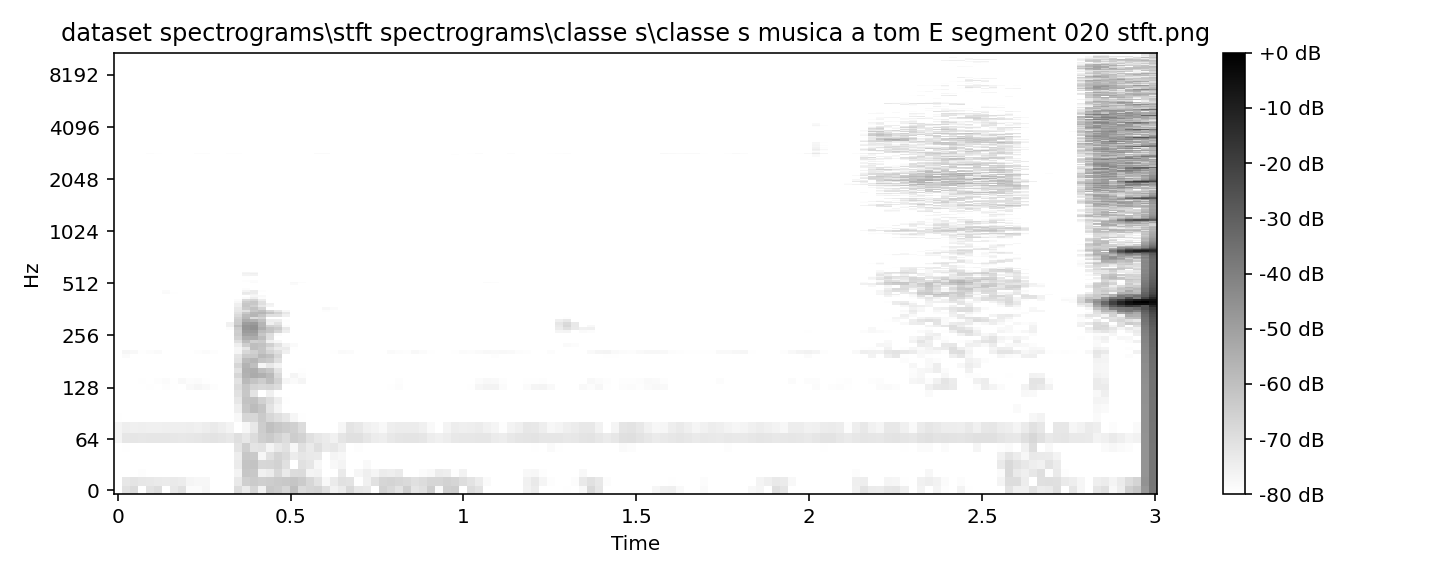 dataset spectrograms\stft spectrograms\classe s\classe s musica a tom E segment 020 stft.png
8192
4096
2048
1024
512
256
128
64
0
Hz
0
0.5
1
1.5
2
2.5
3
Time
+0 dB
-10 dB
-20 dB
-30 dB
-40 dB
-50 dB
-60 dB
-70 dB
-80 dB